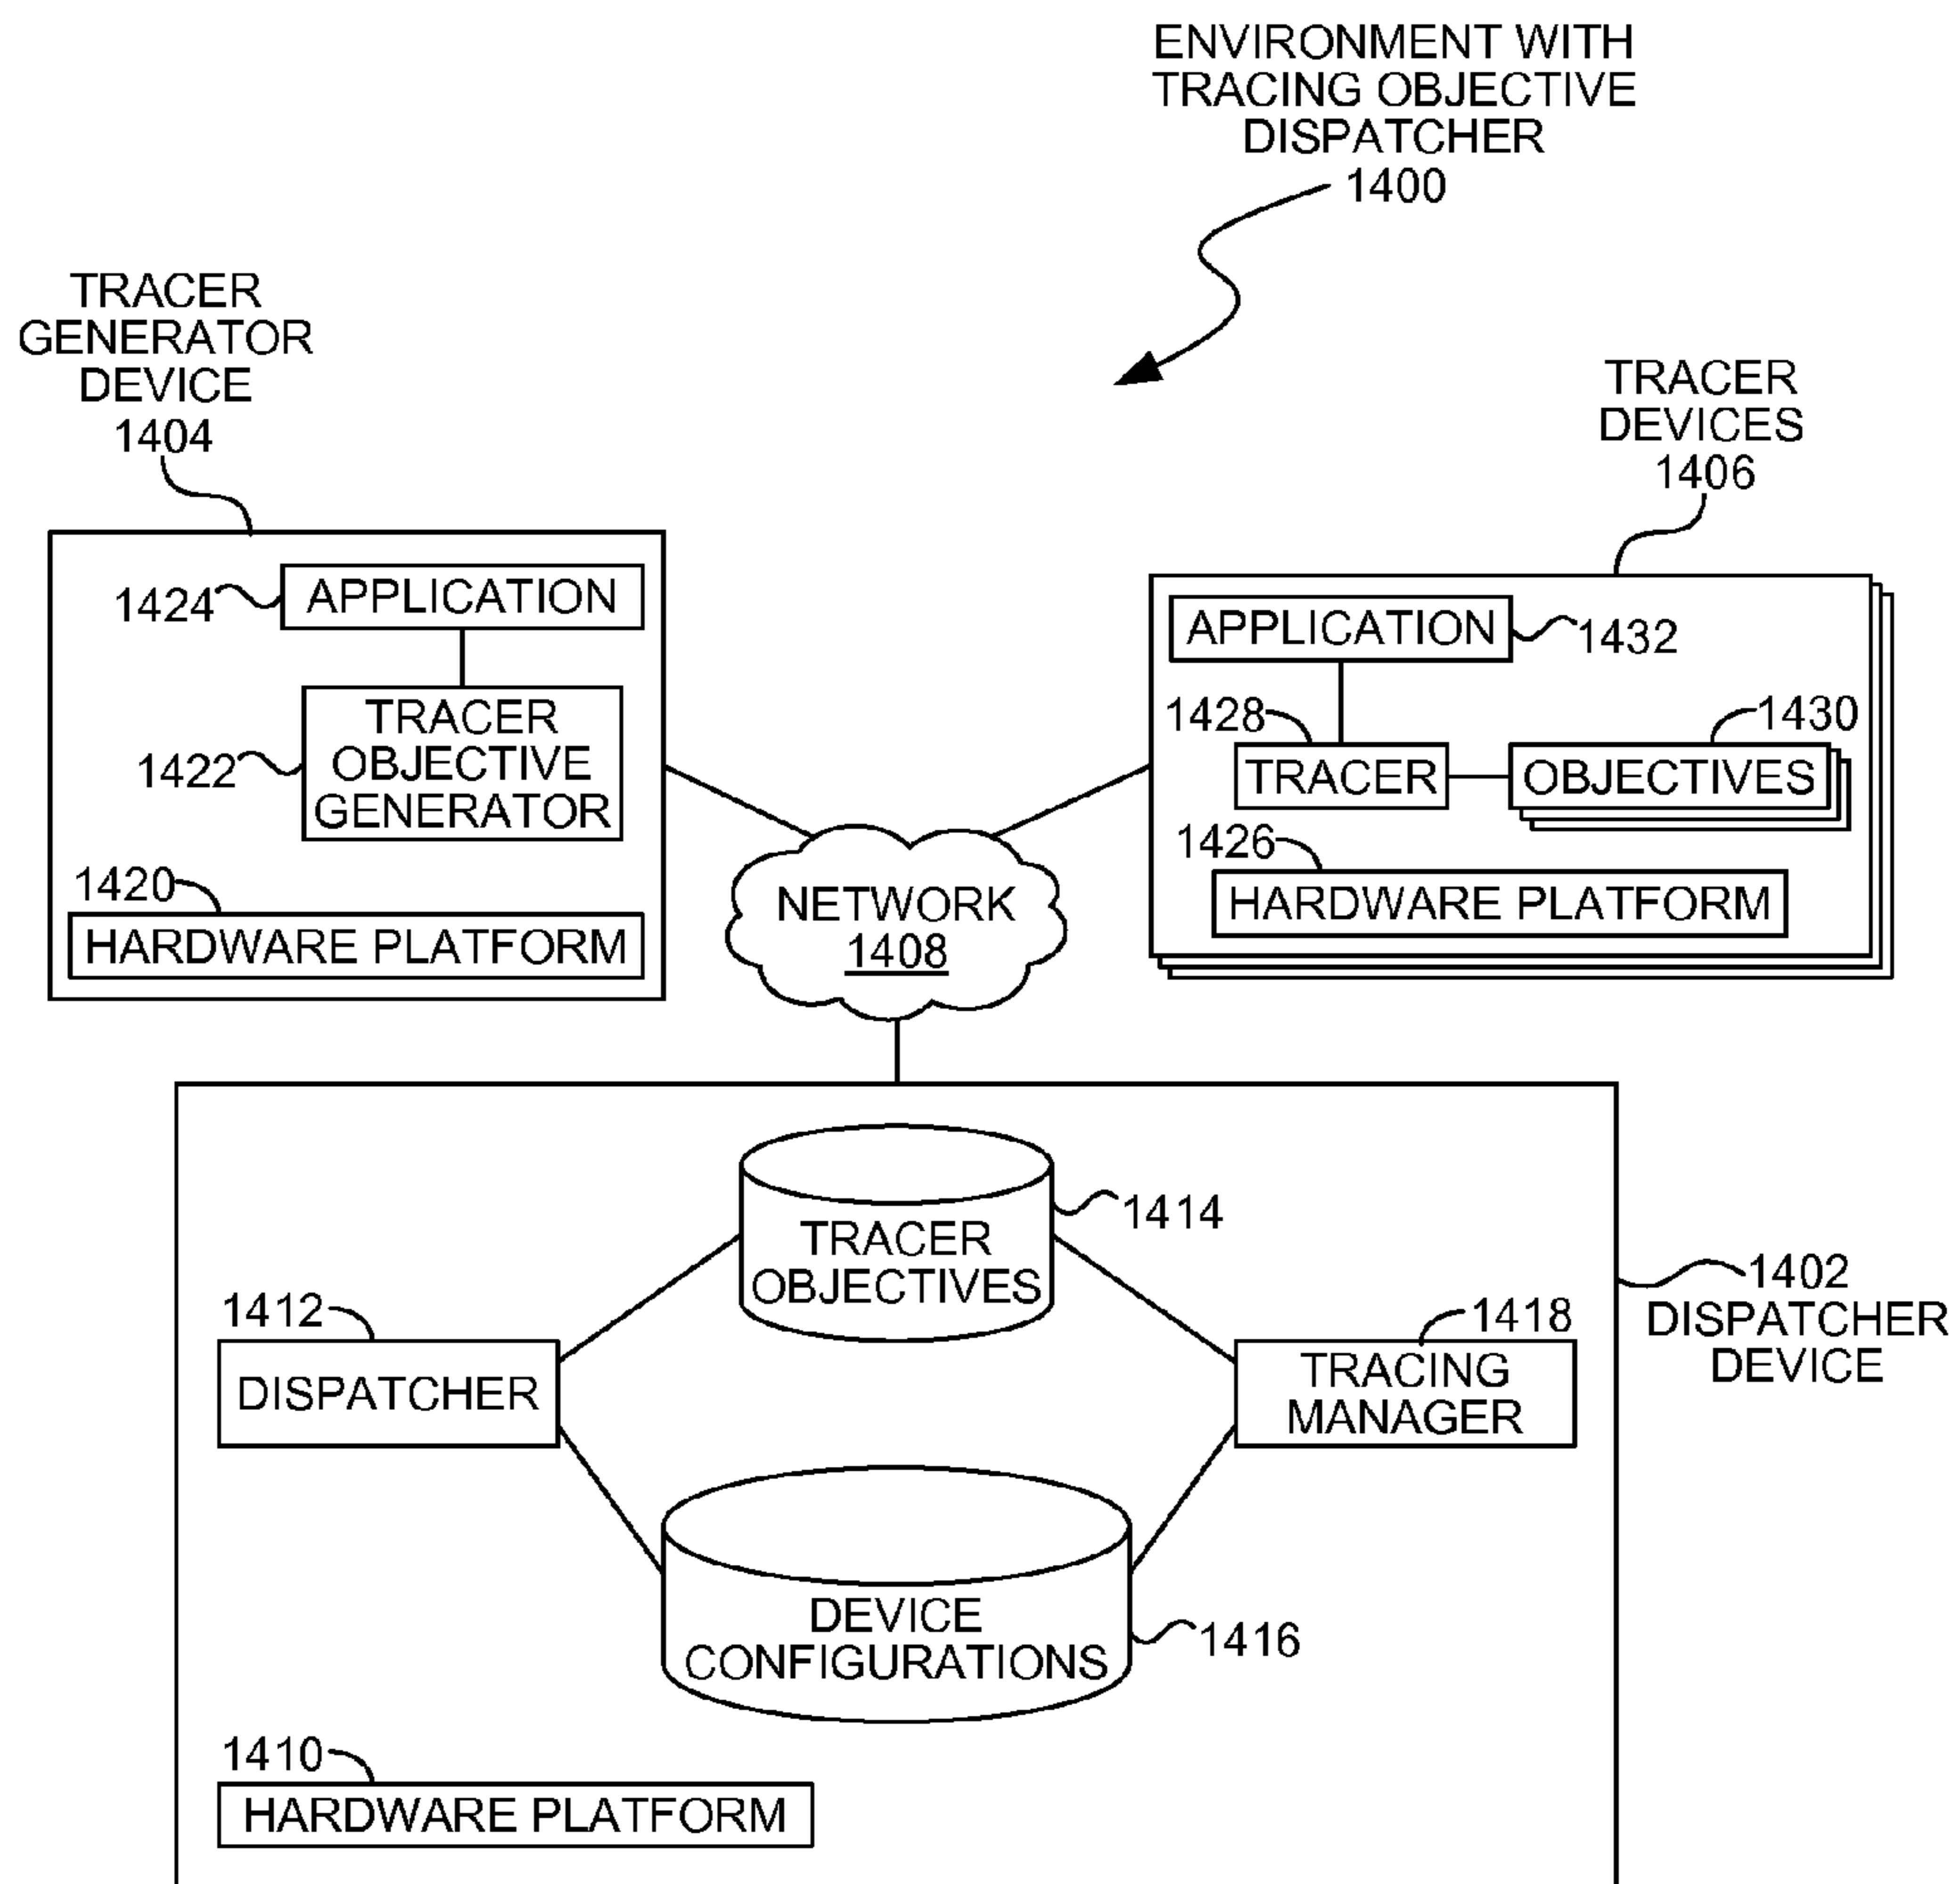 ENVIRONMENT WITH
TRACING OBJECTIVE
DISPATCHER
1400
TRACER
GENERATOR
DEVICE
1404
TRACER
DEVICES
1406
1424
APPLICATION
1422
TRACER
OBJECTIVE
GENERATOR
1420
HARDWARE PLATFORM
APPLICATION
1432
1428
1430
TRACER
OBJECTIVES
1426
HARDWARE PLATFORM
NETWORK
1408
1414
TRACER
OBJECTIVES
1402
DISPATCHER
DEVICE
1412
DISPATCHER
1418
TRACING
MANAGER
DEVICE
CONFIGURATIONS
1416
1410
HARDWARE PLATFORM